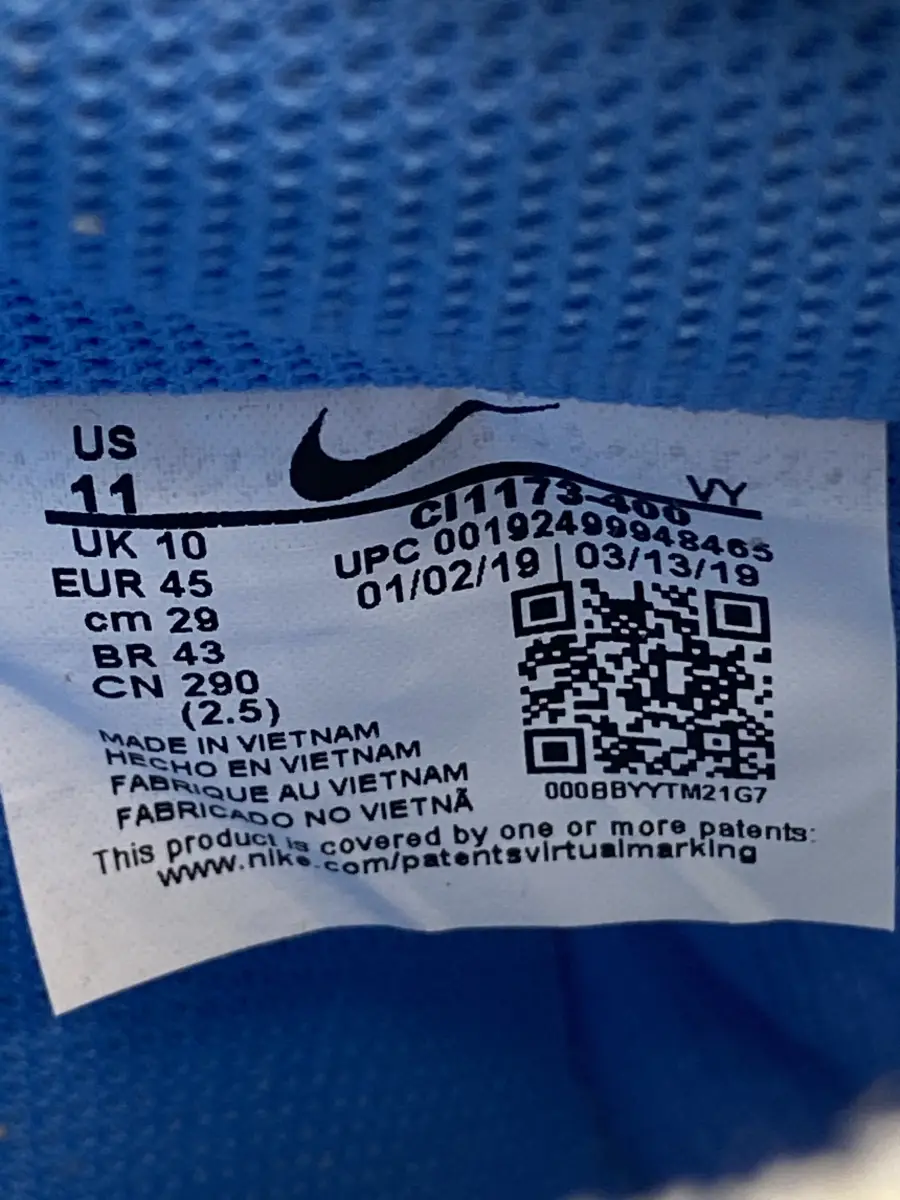 US
11
UK 10
EUR 45
cm 29
BR 43
CN 290
(2.5)
VY
CI1173-400
UPC 00192499948465
01/02/19 | 03/13/19
000BBYYTM21G7
MADE IN VIETNAM
HECHO EN VIETNAM
FABRIQUE AU VIETNAM
FABRICADO NO VIETNÃ
This product is covered by one or more patents:
www.nike.com/patentsvirtualmarking